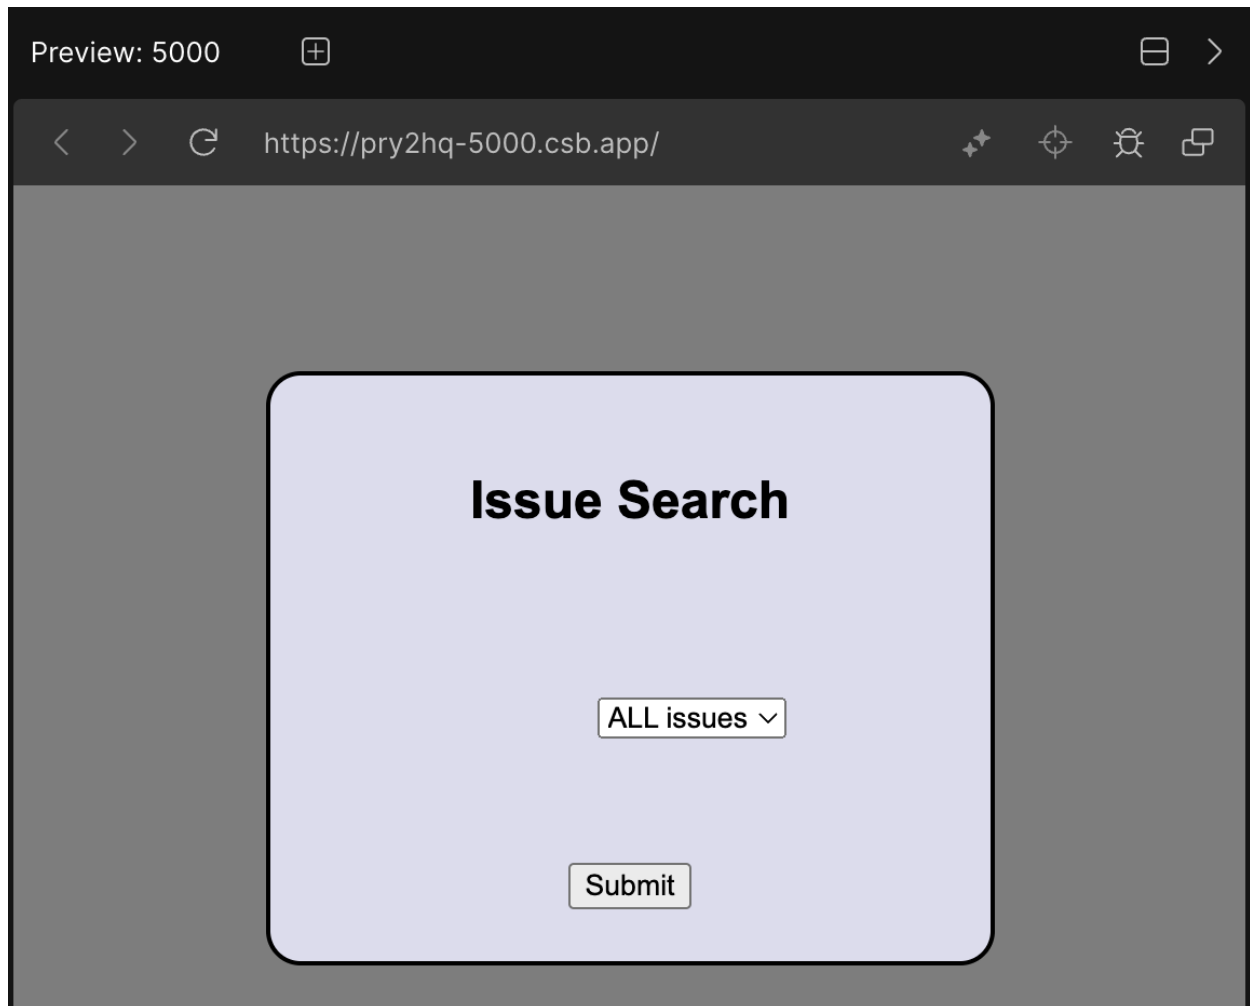 Preview: 5000
https://pry2hq-5000.csb.app/
Issue Search
ALL issues
Submit